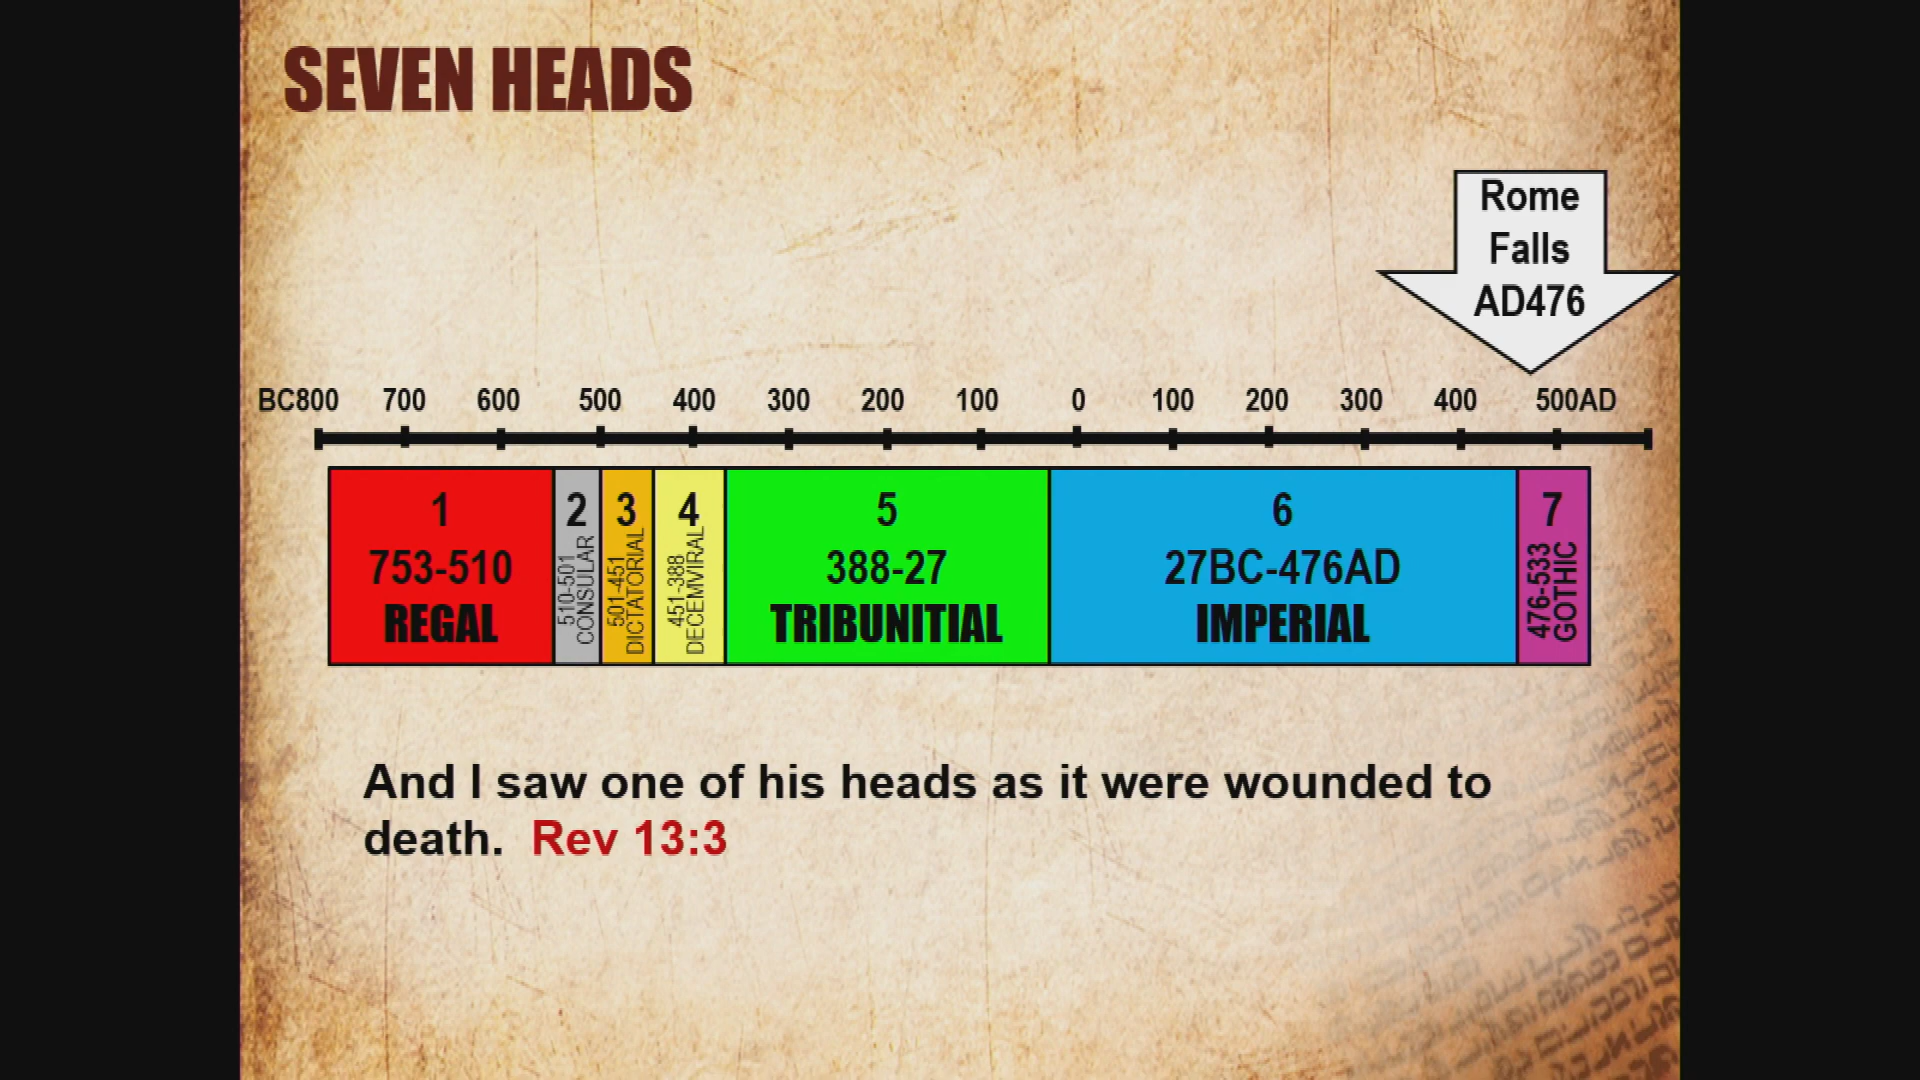 SEVEN HEADS
Rome
Falls
AD476
BC800 700 600 500 400 300 200 100 0 100 200 300 400 500AD
1
753-510
REGAL
2
510-501
CONSULAR
3
501-451
DICTATORIAL
4
451-388
DECEMVIRAL
5
388-27
TRIBUNITIAL
6
27BC-476AD
IMPERIAL
7
476-533
GOTHIC
And I saw one of his heads as it were wounded to
death. Rev 13:3